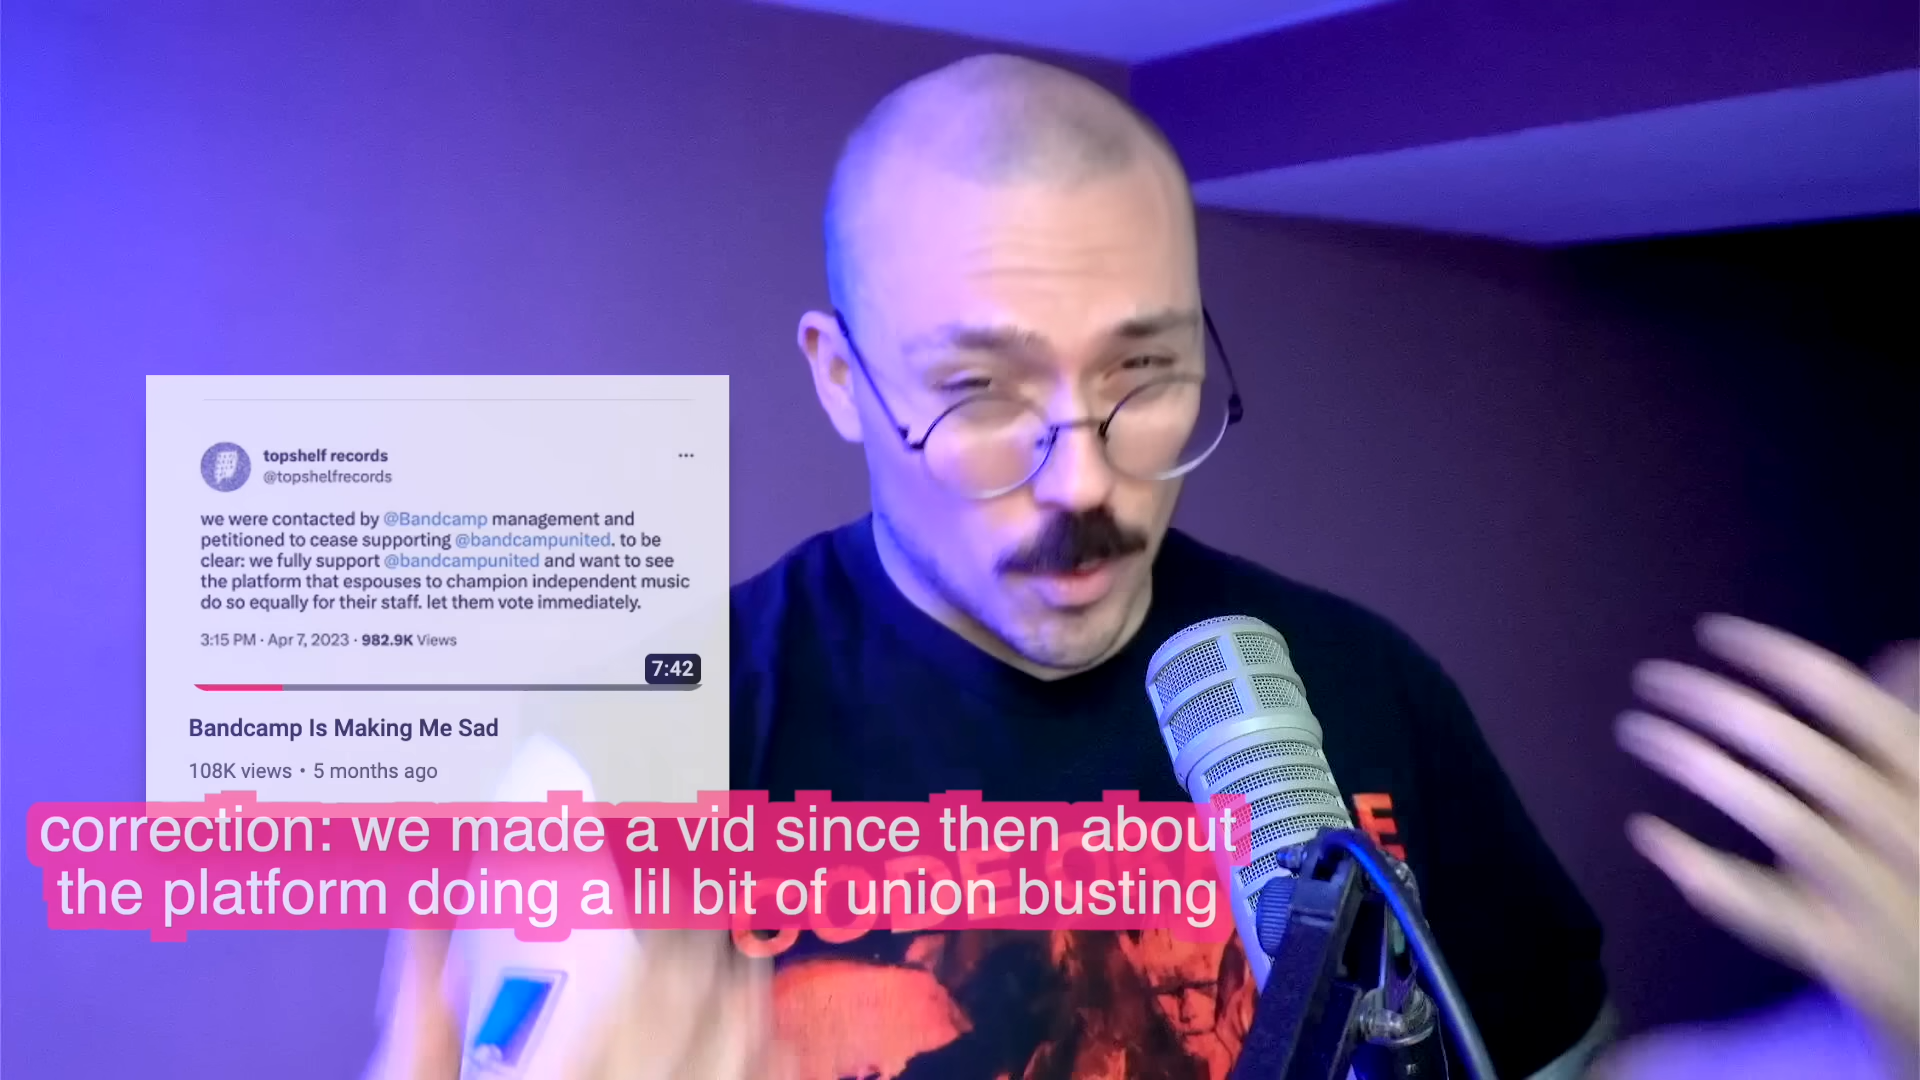 topshelf records
@topshelfrecords
we were contacted by @Bandcamp management and
petitioned to cease supporting @bandcampunited. to be
clear: we fully support @bandcampunited and want to see
the platform that espouses to champion independent music
do so equally for their staff. let them vote immediately.
3:15 PM · Apr 7, 2023 · 982.9K Views
7:42
Bandcamp Is Making Me Sad
108K views • 5 months ago
correction: we made a vid since then about
the platform doing a lil bit of union busting